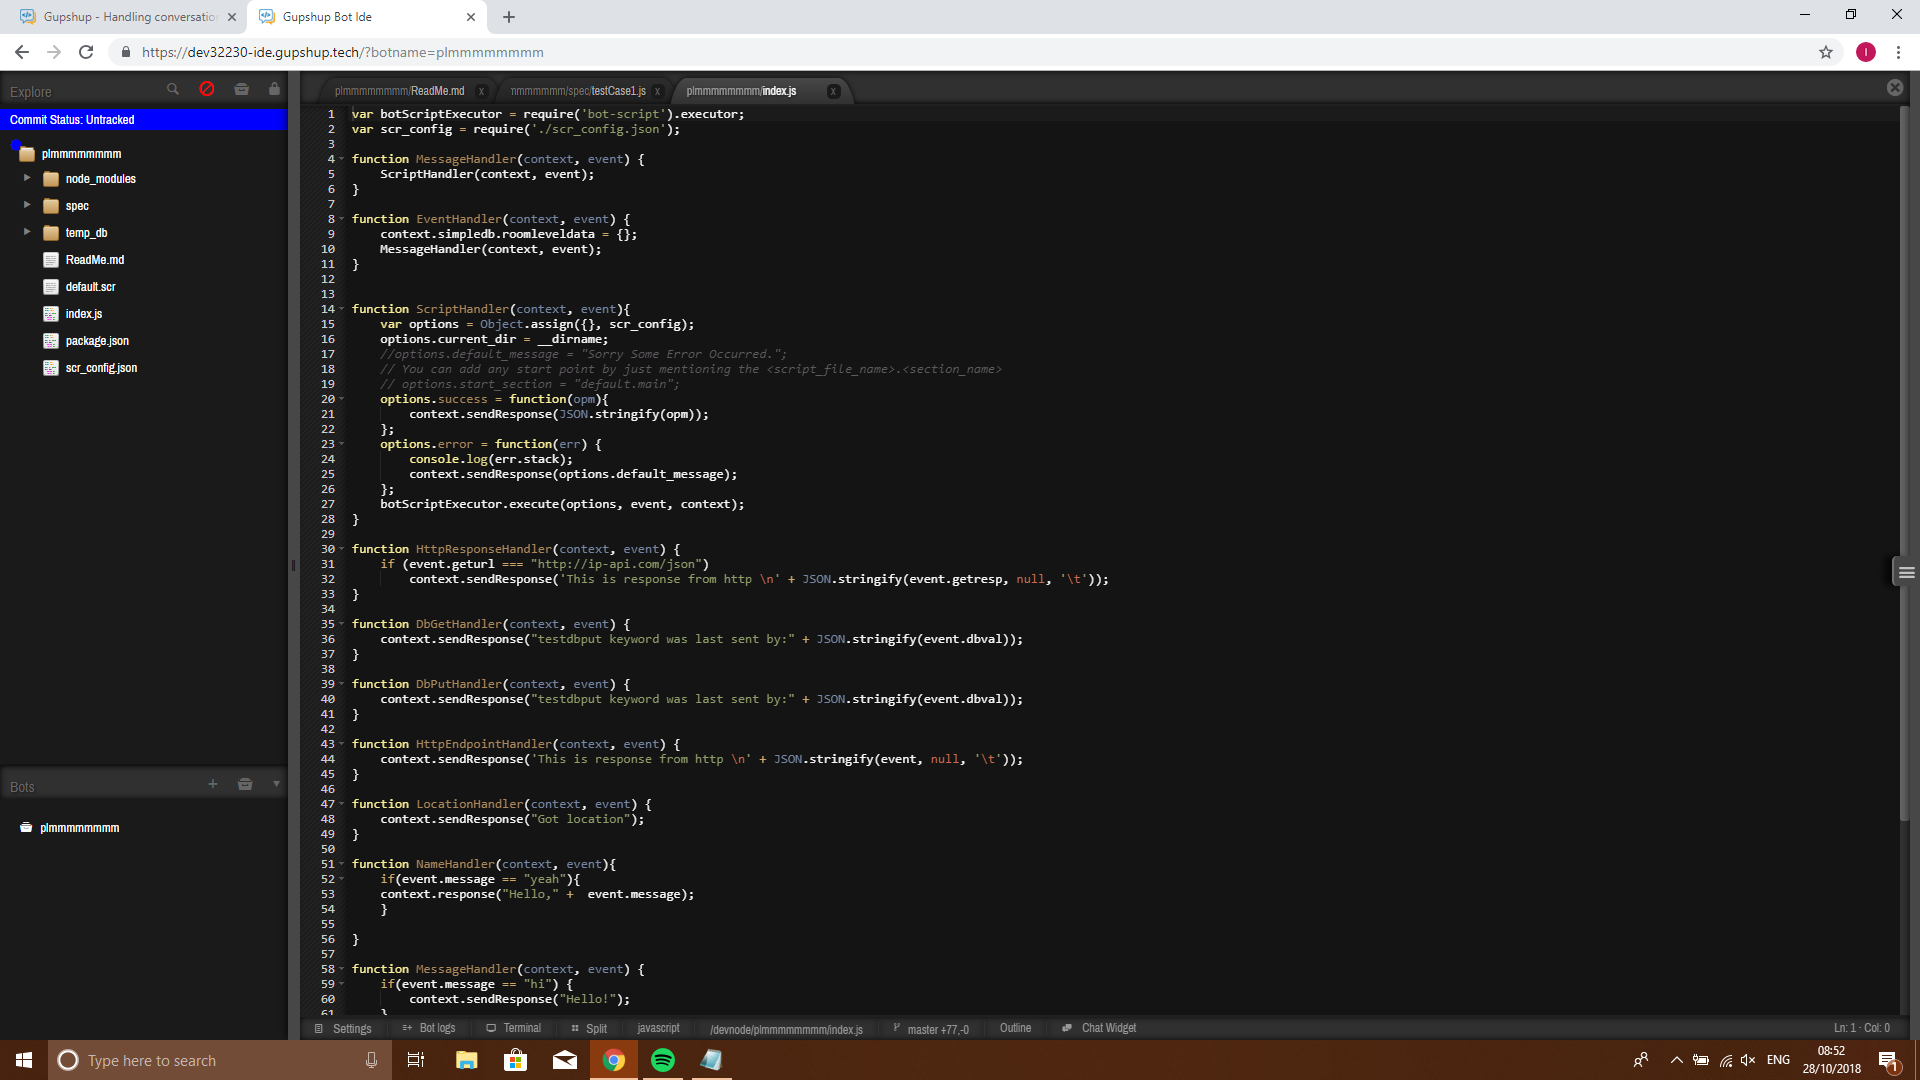 Gupshup - Handling conversation
Gupshup Bot Ide
https://dev32230-ide.gupshup.tech/?botname=plmmmmmmmm
I
Explore
Commit Status: Untracked
plmmmmmmmm
node_modules
spec
temp_db
ReadMe.md
default.scr
index.js
package.json
scr_config.json
Bots
plmmmmmmmm
plmmmmmmmm/ReadMe.md x
nmmmmmm/spec/testCase1.js x
plmmmmmmmm/index.js x
1 var botScriptExecutor = require('bot-script').executor;
2 var scr_config = require('./scr_config.json');
3
4 function MessageHandler(context, event) {
5     ScriptHandler(context, event);
6 }
7
8 function EventHandler(context, event) {
9     context.simpledb.roomleveldata = {};
10     MessageHandler(context, event);
11 }
12
13
14 function ScriptHandler(context, event){
15     var options = Object.assign({}, scr_config);
16     options.current_dir = __dirname;
17     //options.default_message = "Sorry Some Error Occurred.";
18     // You can add any start point by just mentioning the <script_file_name>.<section_name>
19     // options.start_section = "default.main";
20     options.success = function(opm){
21         context.sendResponse(JSON.stringify(opm));
22     };
23     options.error = function(err) {
24         console.log(err.stack);
25         context.sendResponse(options.default_message);
26     };
27     botScriptExecutor.execute(options, event, context);
28 }
29
30 function HttpResponseHandler(context, event) {
31     if (event.geturl === "http://ip-api.com/json")
32         context.sendResponse('This is response from http \n' + JSON.stringify(event.getresp, null, '\t'));
33 }
34
35 function DbGetHandler(context, event) {
36     context.sendResponse("testdbput keyword was last sent by:" + JSON.stringify(event.dbval));
37 }
38
39 function DbPutHandler(context, event) {
40     context.sendResponse("testdbput keyword was last sent by:" + JSON.stringify(event.dbval));
41 }
42
43 function HttpEndpointHandler(context, event) {
44     context.sendResponse('This is response from http \n' + JSON.stringify(event, null, '\t'));
45 }
46
47 function LocationHandler(context, event) {
48     context.sendResponse("Got location");
49 }
50
51 function NameHandler(context, event){
52     if(event.message == "yeah"){
53     context.response("Hello," +  event.message);
54     }
55
56 }
57
58 function MessageHandler(context, event) {
59     if(event.message == "hi") {
60         context.sendResponse("Hello!");
61     }
Settings Bot logs Terminal Split javascript /devnode/plmmmmmmmm/index.js master +77,-0 Outline Chat Widget Ln: 1 · Col: 0
Type here to search
ENG
08:52
28/10/2018
1